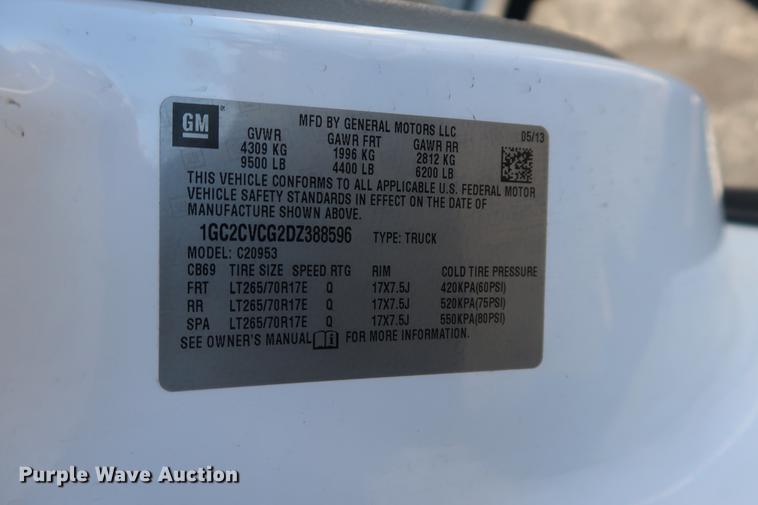 GM
MFD BY GENERAL MOTORS LLC 05/13
GVWR GAWR FRT GAWR RR
4309 KG 1996 KG 2812 KG
9500 LB 4400 LB 6200 LB
THIS VEHICLE CONFORMS TO ALL APPLICABLE U.S. FEDERAL MOTOR
VEHICLE SAFETY STANDARDS IN EFFECT ON THE DATE OF
MANUFACTURE SHOWN ABOVE.
1GC2CVCG2DZ388596 TYPE: TRUCK
MODEL: C20953
CB69 TIRE SIZE SPEED RTG RIM COLD TIRE PRESSURE
FRT LT265/70R17E Q 17X7.5J 420KPA(60PSI)
RR LT265/70R17E Q 17X7.5J 520KPA(75PSI)
SPA LT265/70R17E Q 17X7.5J 550KPA(80PSI)
SEE OWNER'S MANUAL FOR MORE INFORMATION.
Purple Wave Auction